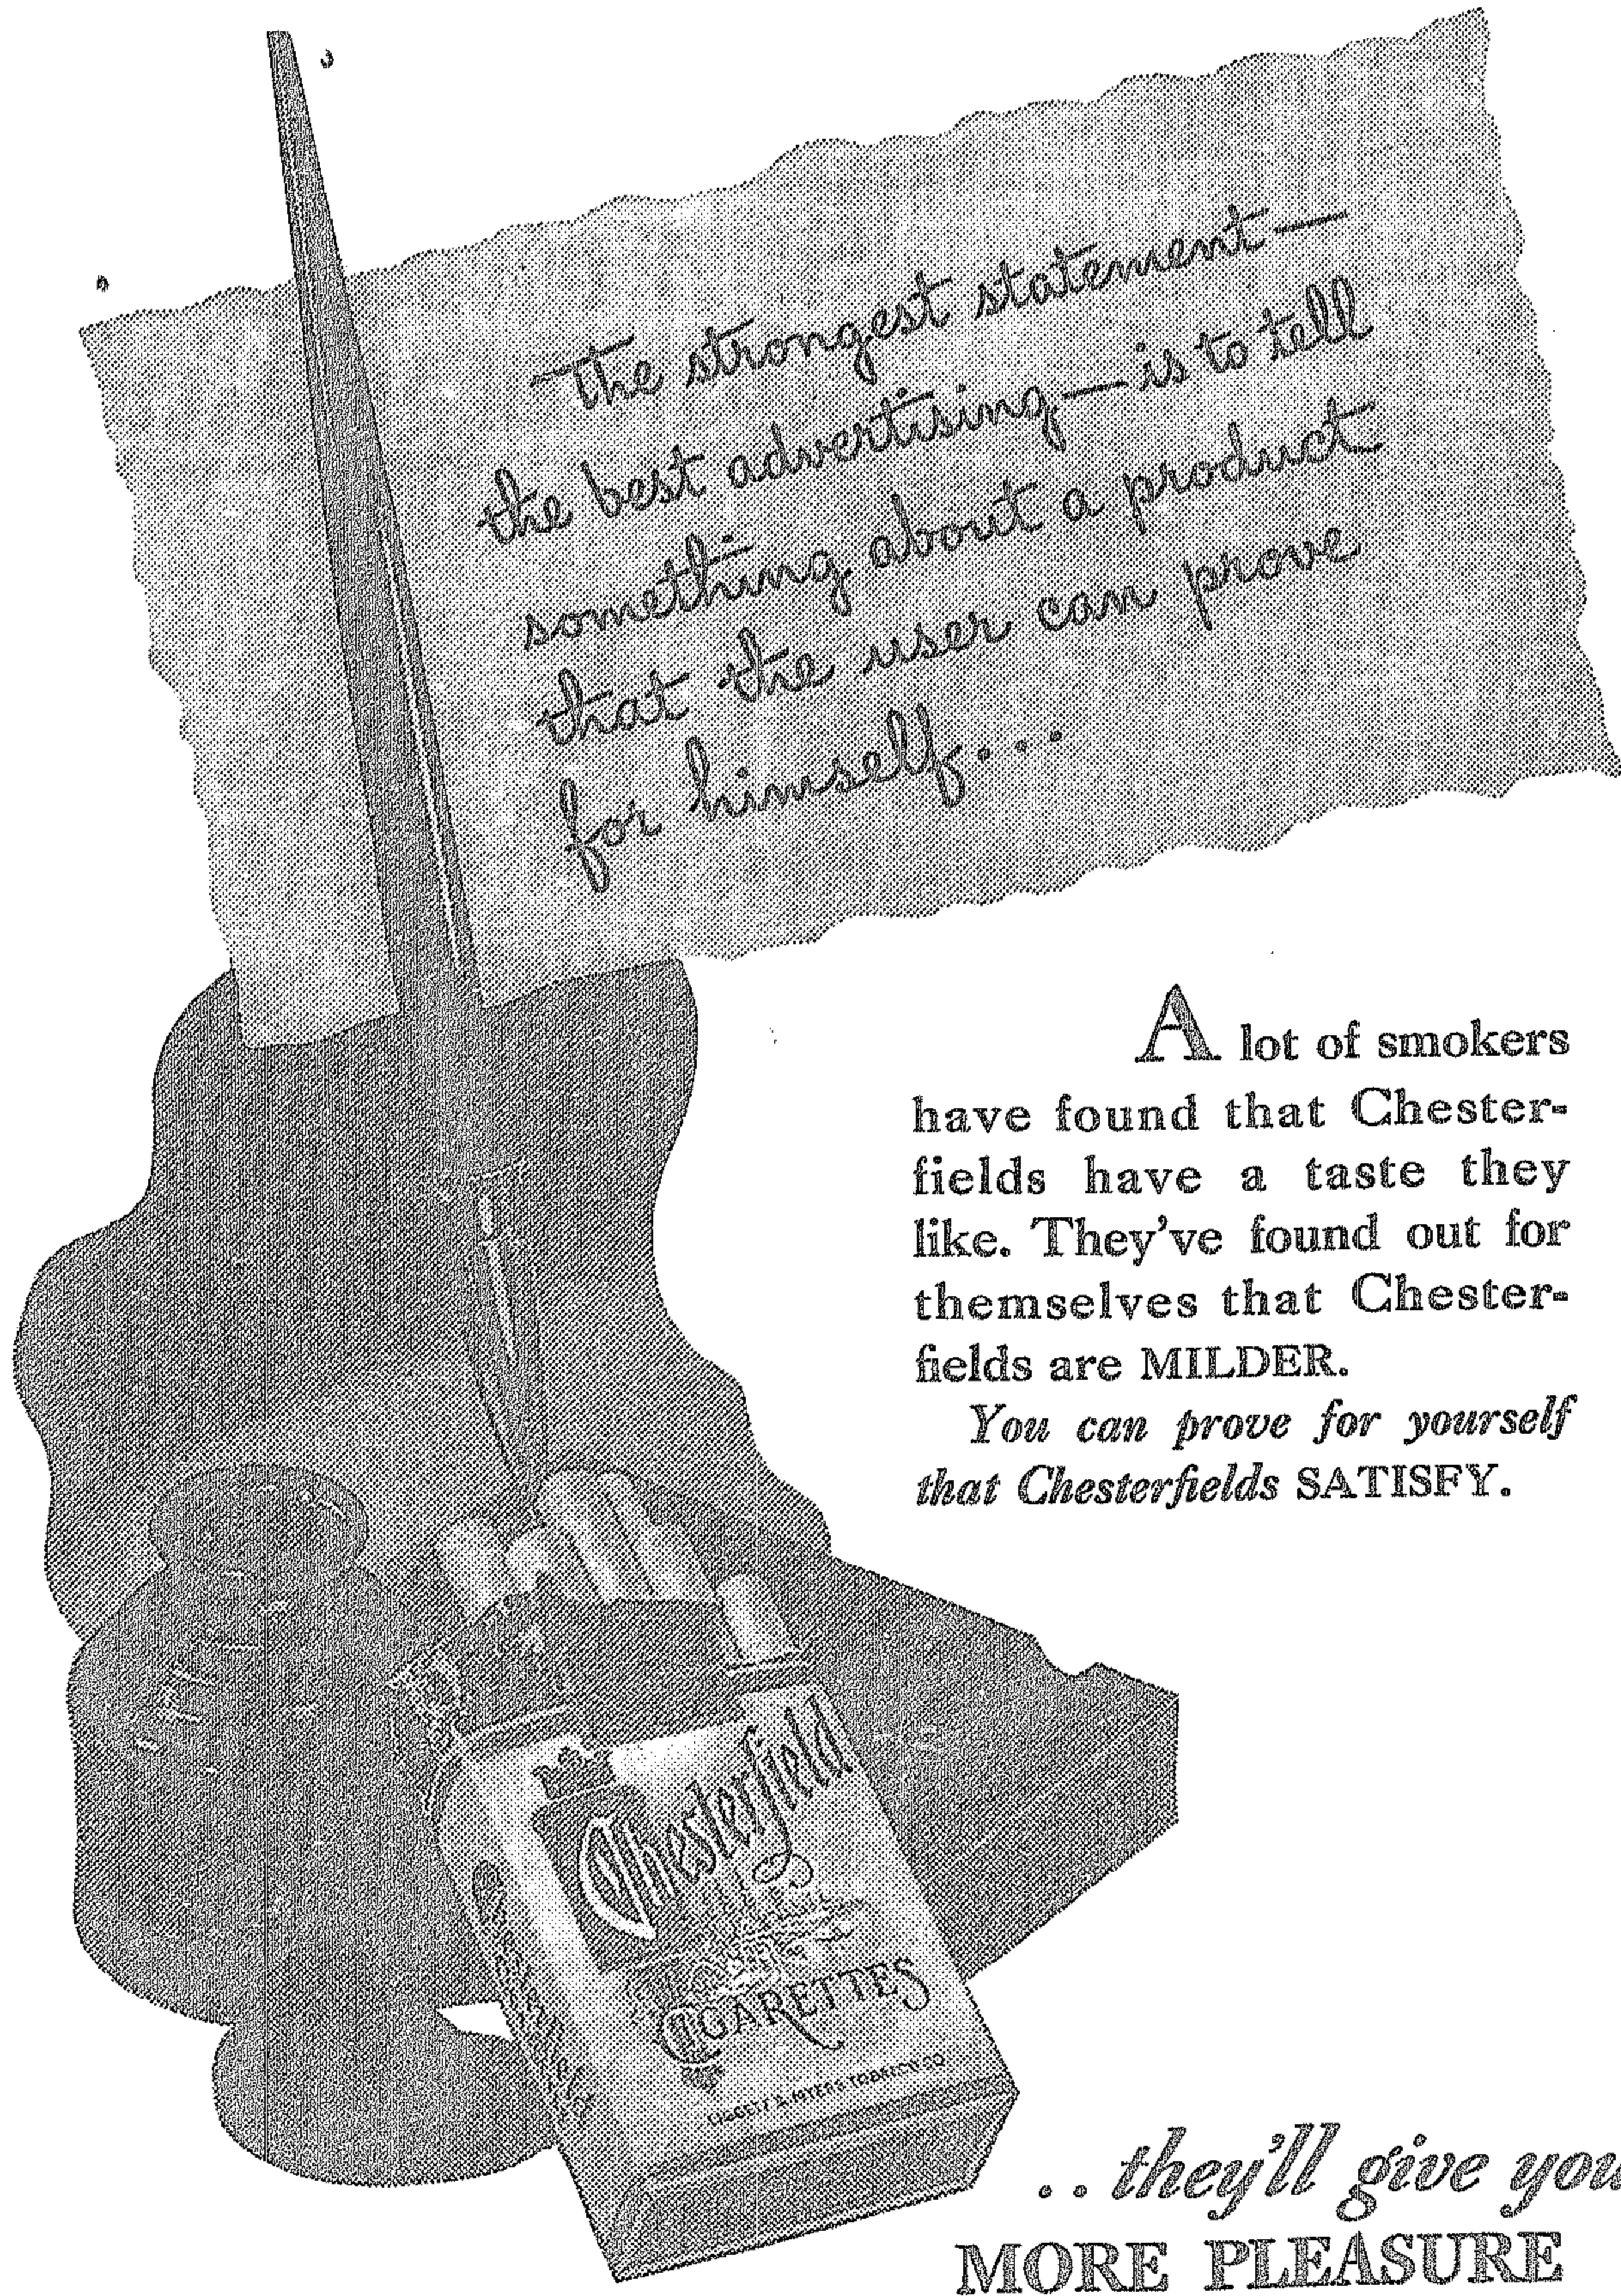 The strongest statement —
the best advertising — is to tell
something about a product
that the user can prove
for himself....
A lot of smokers
have found that Chester-
fields have a taste they
like. They've found out for
themselves that Chester-
fields are MILDER.
You can prove for yourself
that Chesterfields SATISFY.
Chesterfield
CIGARETTES
LIGGETT & MYERS TOBACCO CO.
.. they'll give you
MORE PLEASURE